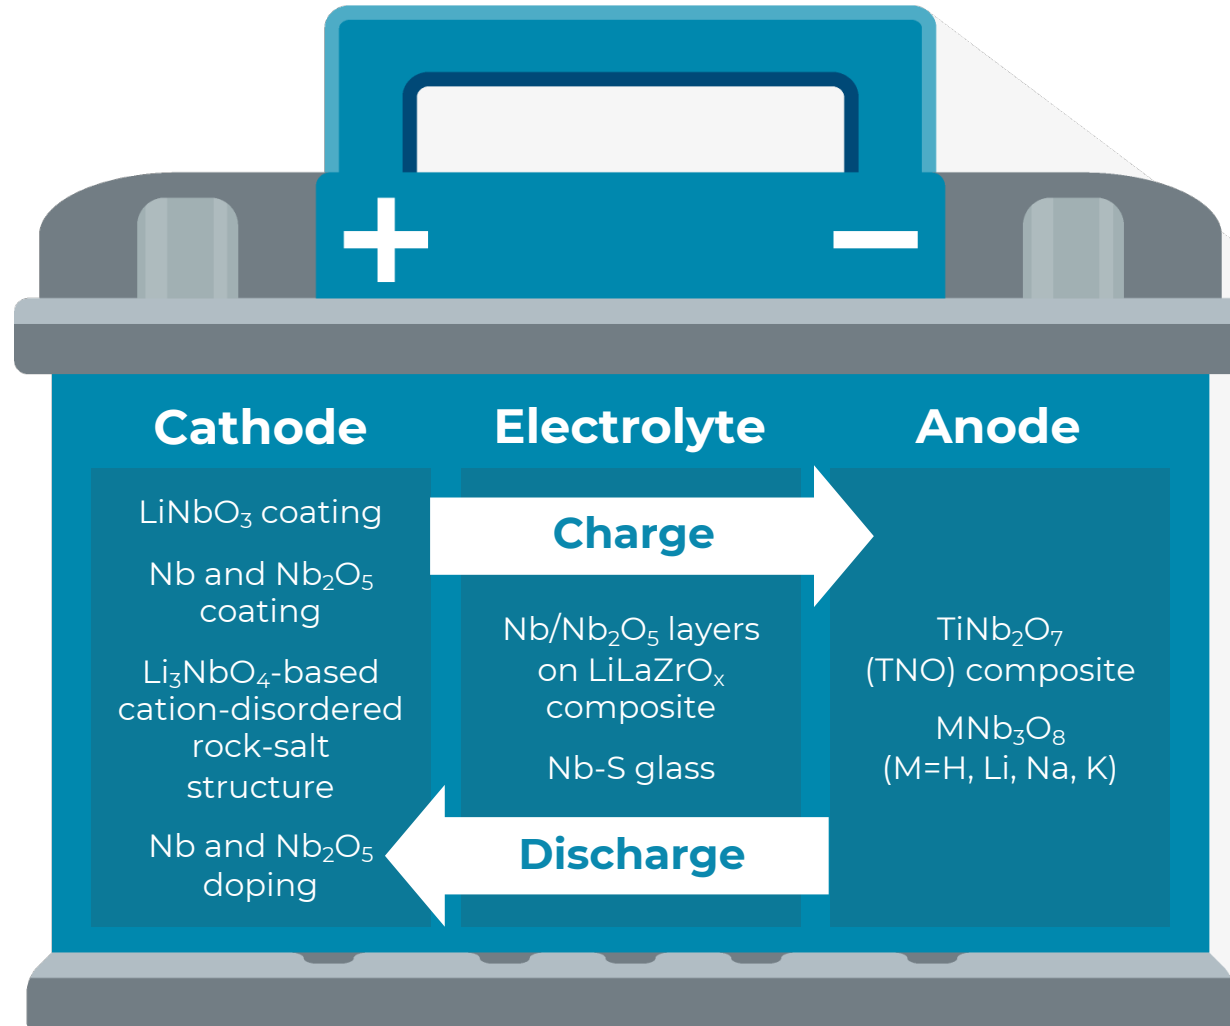 +
−
Cathode
LiNbO₃ coating
Nb and Nb₂O₅
coating
Li₃NbO₄-based
cation-disordered
rock-salt
structure
Nb and Nb₂O₅
doping
Electrolyte
Charge
Nb/Nb₂O₅ layers
on LiLaZrOₓ
composite
Nb-S glass
Discharge
Anode
TiNb₂O₇
(TNO) composite
MNb₃O₈
(M=H, Li, Na, K)